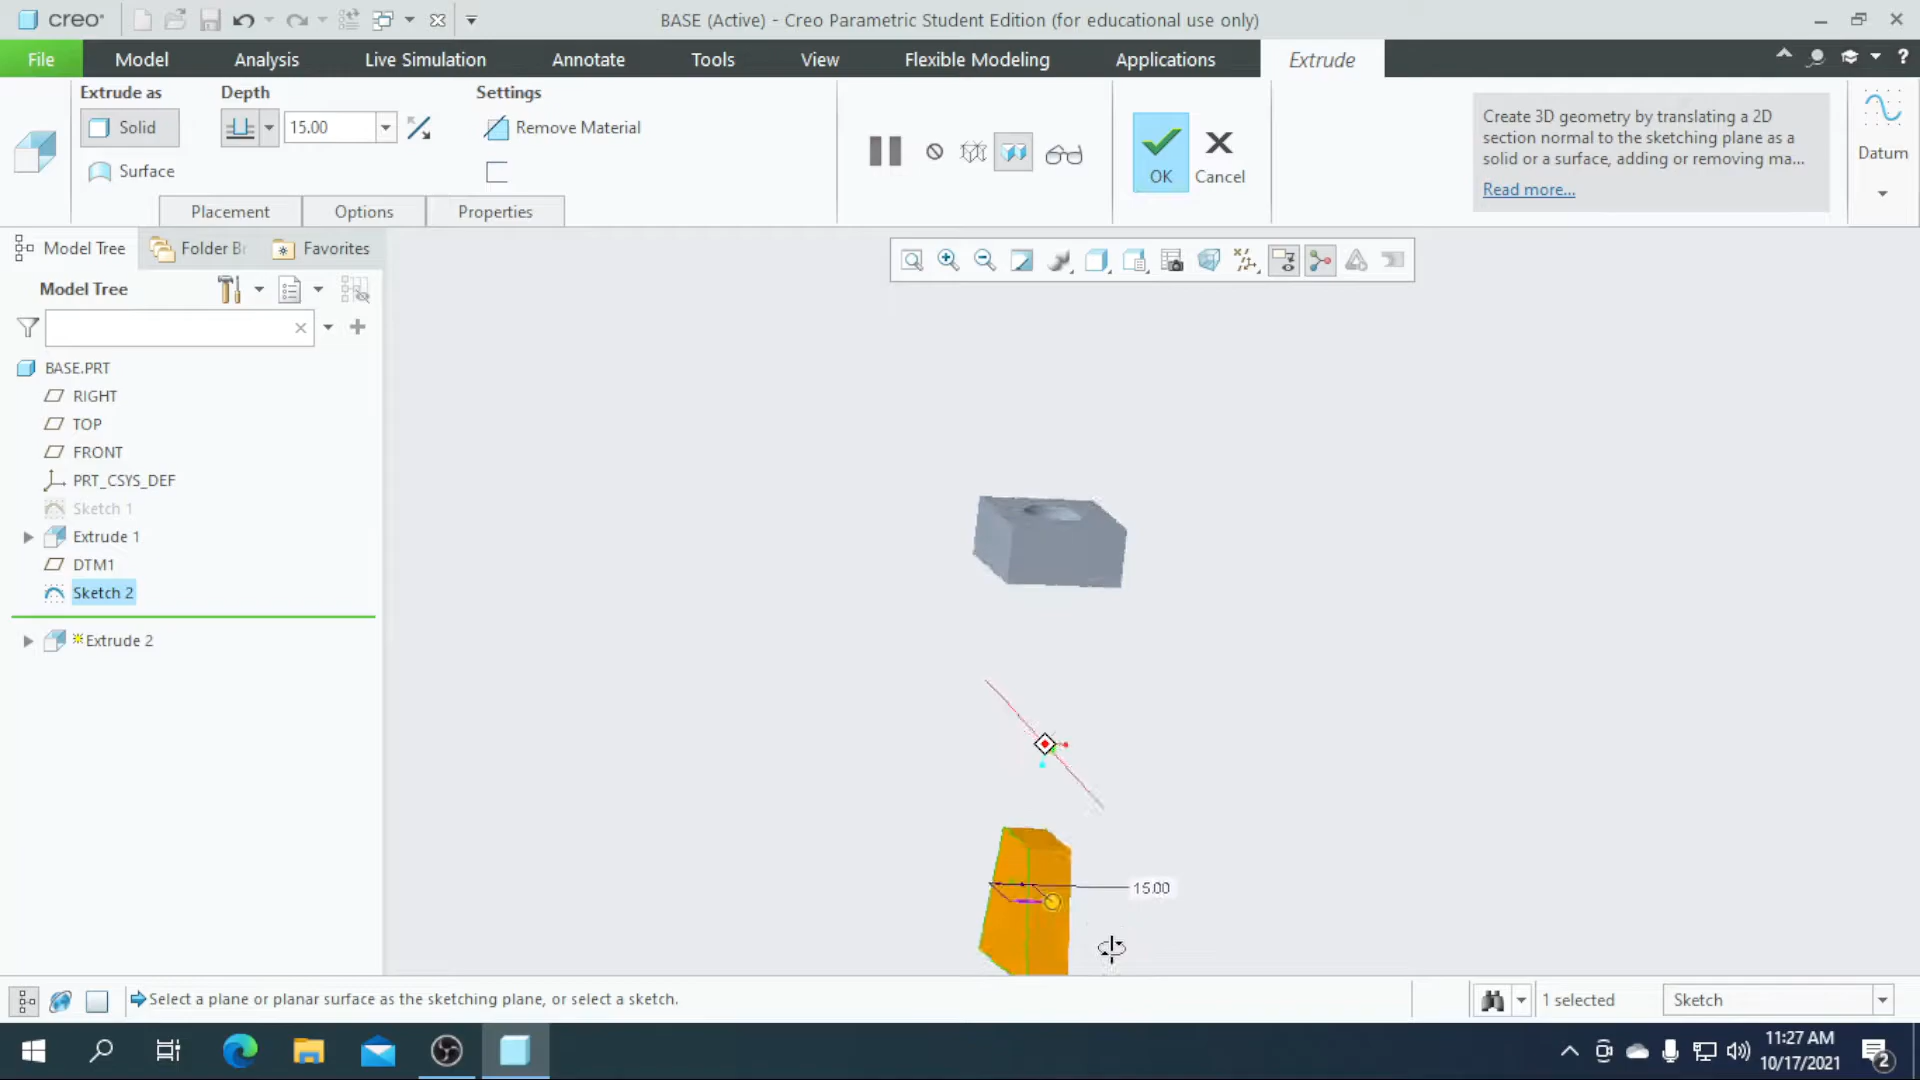 creo
BASE (Active) - Creo Parametric Student Edition (for educational use only)
File
Model
Analysis
Live Simulation
Annotate
Tools
View
Flexible Modeling
Applications
Extrude
?
Extrude as
Depth
Settings
Solid
15.00
Remove Material
Surface
OK
Cancel
Create 3D geometry by translating a 2D
section normal to the sketching plane as a
solid or a surface, adding or removing ma...
Read more...
Datum
Placement
Options
Properties
Model Tree
Folder Br
Favorites
Model Tree
BASE.PRT
RIGHT
TOP
FRONT
PRT_CSYS_DEF
Sketch 1
Extrude 1
DTM1
Sketch 2
Extrude 2
15.00
Select a plane or planar surface as the sketching plane, or select a sketch.
1 selected
Sketch
11:27 AM
10/17/2021
2